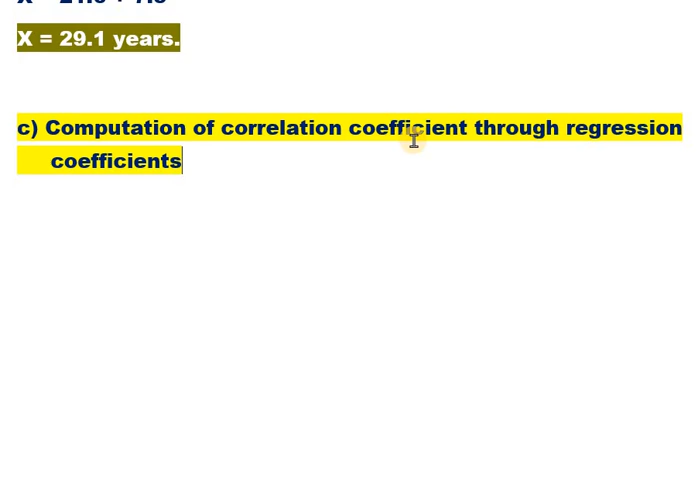 X = 29.1 years.
c) Computation of correlation coefficient through regression
coefficients